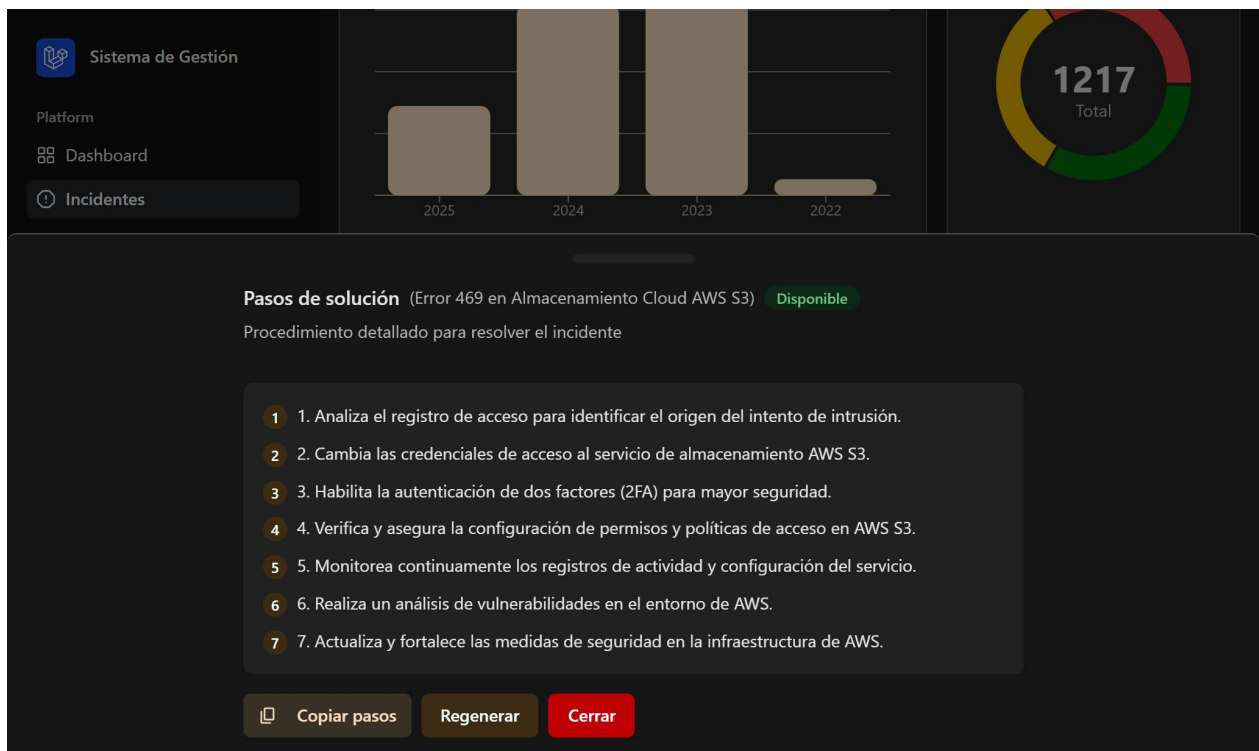 Sistema de Gestión
Platform
Dashboard
Incidentes
2025 2024 2023 2022
1217
Total
Pasos de solución (Error 469 en Almacenamiento Cloud AWS S3) Disponible
Procedimiento detallado para resolver el incidente
1 1. Analiza el registro de acceso para identificar el origen del intento de intrusión.
2 2. Cambia las credenciales de acceso al servicio de almacenamiento AWS S3.
3 3. Habilita la autenticación de dos factores (2FA) para mayor seguridad.
4 4. Verifica y asegura la configuración de permisos y políticas de acceso en AWS S3.
5 5. Monitorea continuamente los registros de actividad y configuración del servicio.
6 6. Realiza un análisis de vulnerabilidades en el entorno de AWS.
7 7. Actualiza y fortalece las medidas de seguridad en la infraestructura de AWS.
Copiar pasos Regenerar Cerrar